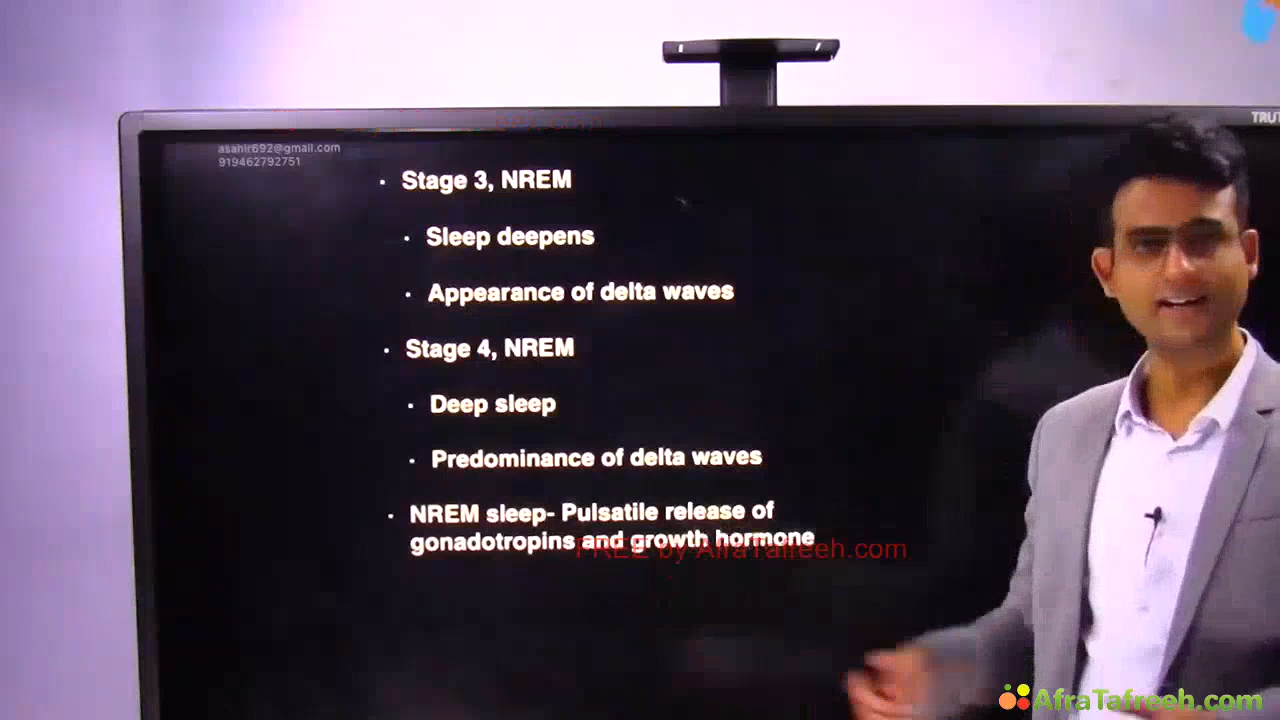 TRUT
asahir692@gmail.com
919462792751
Stage 3, NREM
Sleep deepens
Appearance of delta waves
Stage 4, NREM
Deep sleep
Predominance of delta waves
NREM sleep- Pulsatile release of
gonadotropins and growth hormone
FREE by AfraTafreeh.com
AfraTafreeh.com